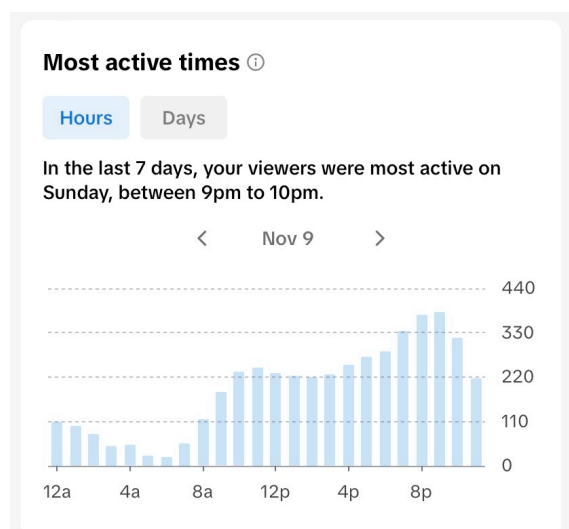 Most active times
Hours Days
In the last 7 days, your viewers were most active on
Sunday, between 9pm to 10pm.
Nov 9
440
330
220
110
0
12a 4a 8a 12p 4p 8p